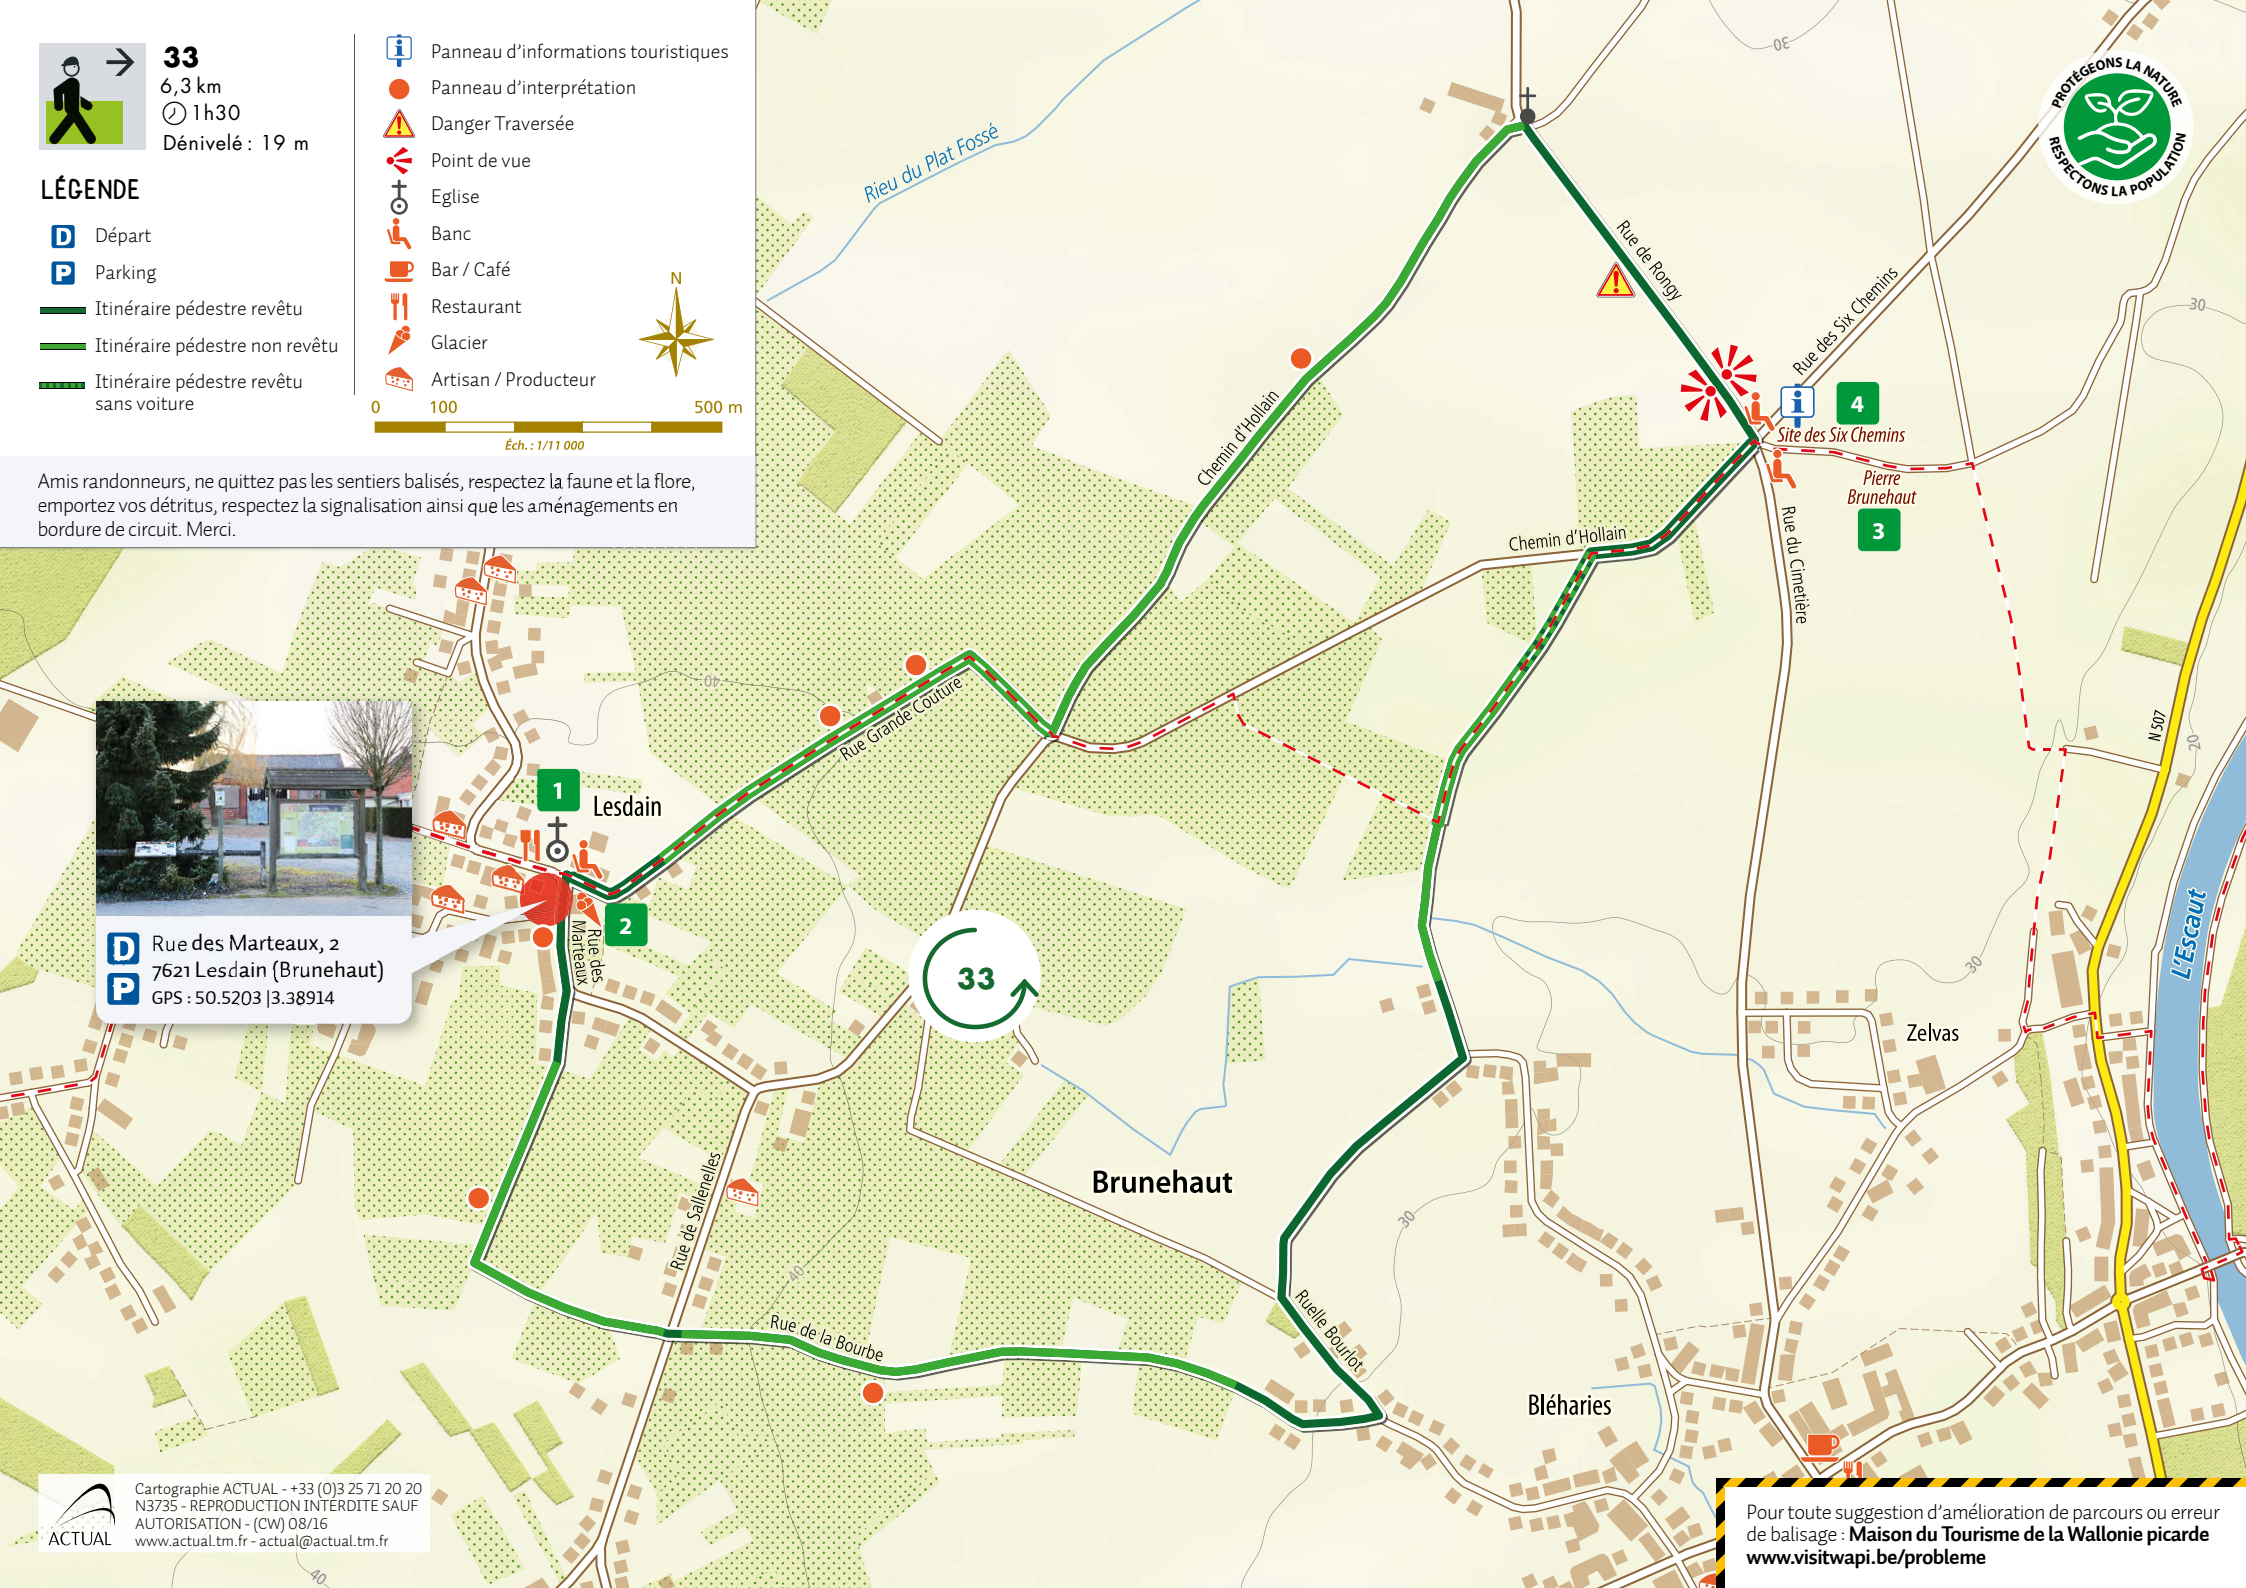 33
6,3 km
1h30
Dénivelé : 19 m
LÉGENDE
D Départ
P Parking
Itinéraire pédestre revêtu
Itinéraire pédestre non revêtu
Itinéraire pédestre revêtu
sans voiture
i Panneau d'informations touristiques
Panneau d'interprétation
Danger Traversée
Point de vue
Eglise
Banc
Bar / Café
Restaurant
Glacier
Artisan / Producteur
N
0 100 500 m
Éch. : 1/11 000
Amis randonneurs, ne quittez pas les sentiers balisés, respectez la faune et la flore,
emportez vos détritus, respectez la signalisation ainsi que les aménagements en
bordure de circuit. Merci.
PROTÉGEONS LA NATURE
RESPECTONS LA POPULATION
Rieu du Plat Fossé
30
30
Rue de Rongy
Rue des Six Chemins
i
4
Site des Six Chemins
Pierre
Brunehaut
3
Chemin d'Hollain
Chemin d'Hollain
Rue du Cimetière
40
Rue Grande Couture
N 507
20
1
Lesdain
2
Rue des
Marteaux
D Rue des Marteaux, 2
7621 Lesdain (Brunehaut)
P GPS : 50.5203 |3.38914
33
L'Escaut
30
Zelvas
Brunehaut
Rue de Sallenelles
30
40
Rue de la Bourbe
Ruelle Bourlot
Bléharies
40
ACTUAL
Cartographie ACTUAL - +33 (0)3 25 71 20 20
N3735 - REPRODUCTION INTERDITE SAUF
AUTORISATION - (CW) 08/16
www.actual.tm.fr - actual@actual.tm.fr
Pour toute suggestion d'amélioration de parcours ou erreur
de balisage : Maison du Tourisme de la Wallonie picarde
www.visitwapi.be/probleme